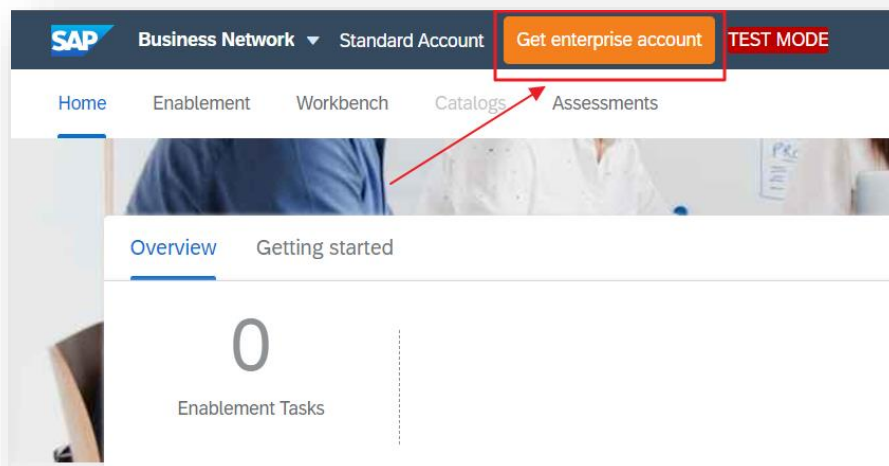 SAP Business Network Standard Account Get enterprise account TEST MODE
Home Enablement Workbench Catalogs Assessments
Overview Getting started
0
Enablement Tasks